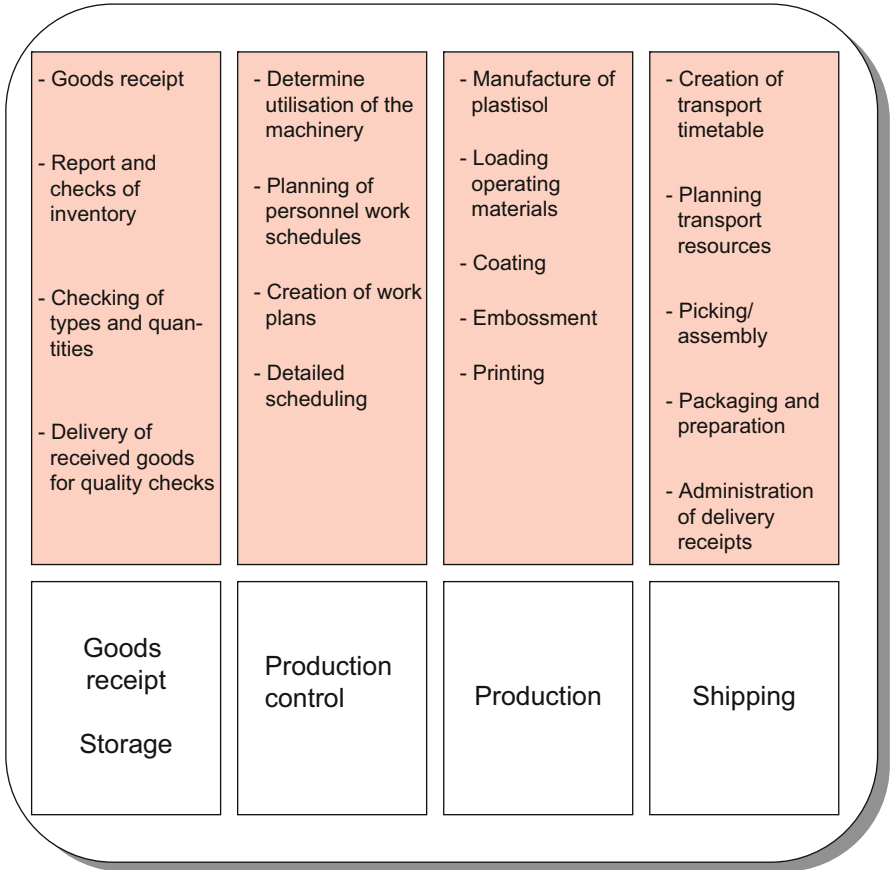 - Goods receipt
- Report and
checks of
inventory
- Checking of
types and quan-
tities
- Delivery of
received goods
for quality checks
- Determine
utilisation of the
machinery
- Planning of
personnel work
schedules
- Creation of work
plans
- Detailed
scheduling
- Manufacture of
plastisol
- Loading
operating
materials
- Coating
- Embossment
- Printing
- Creation of
transport
timetable
- Planning
transport
resources
- Picking/
assembly
- Packaging and
preparation
- Administration
of delivery
receipts
Goods
receipt
Storage
Production
control
Production
Shipping